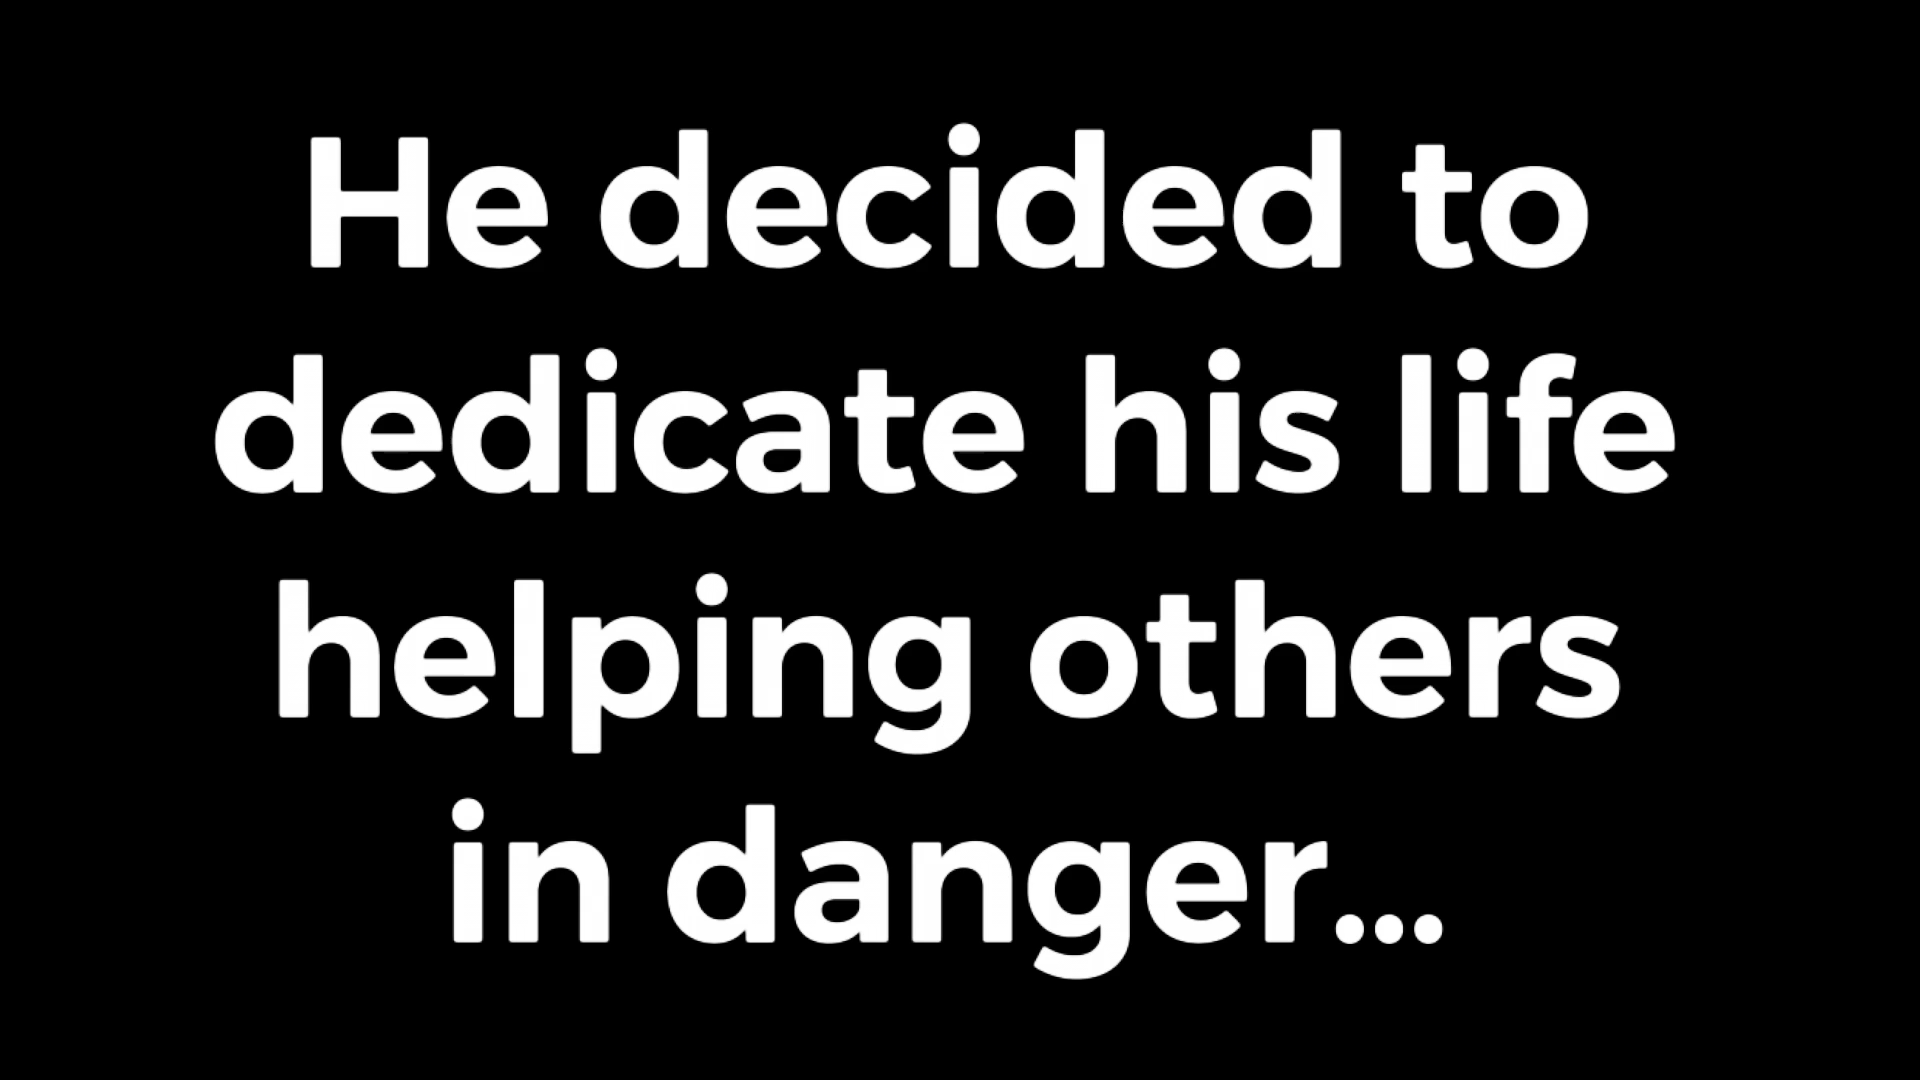 He decided to
dedicate his life
helping others
in danger...